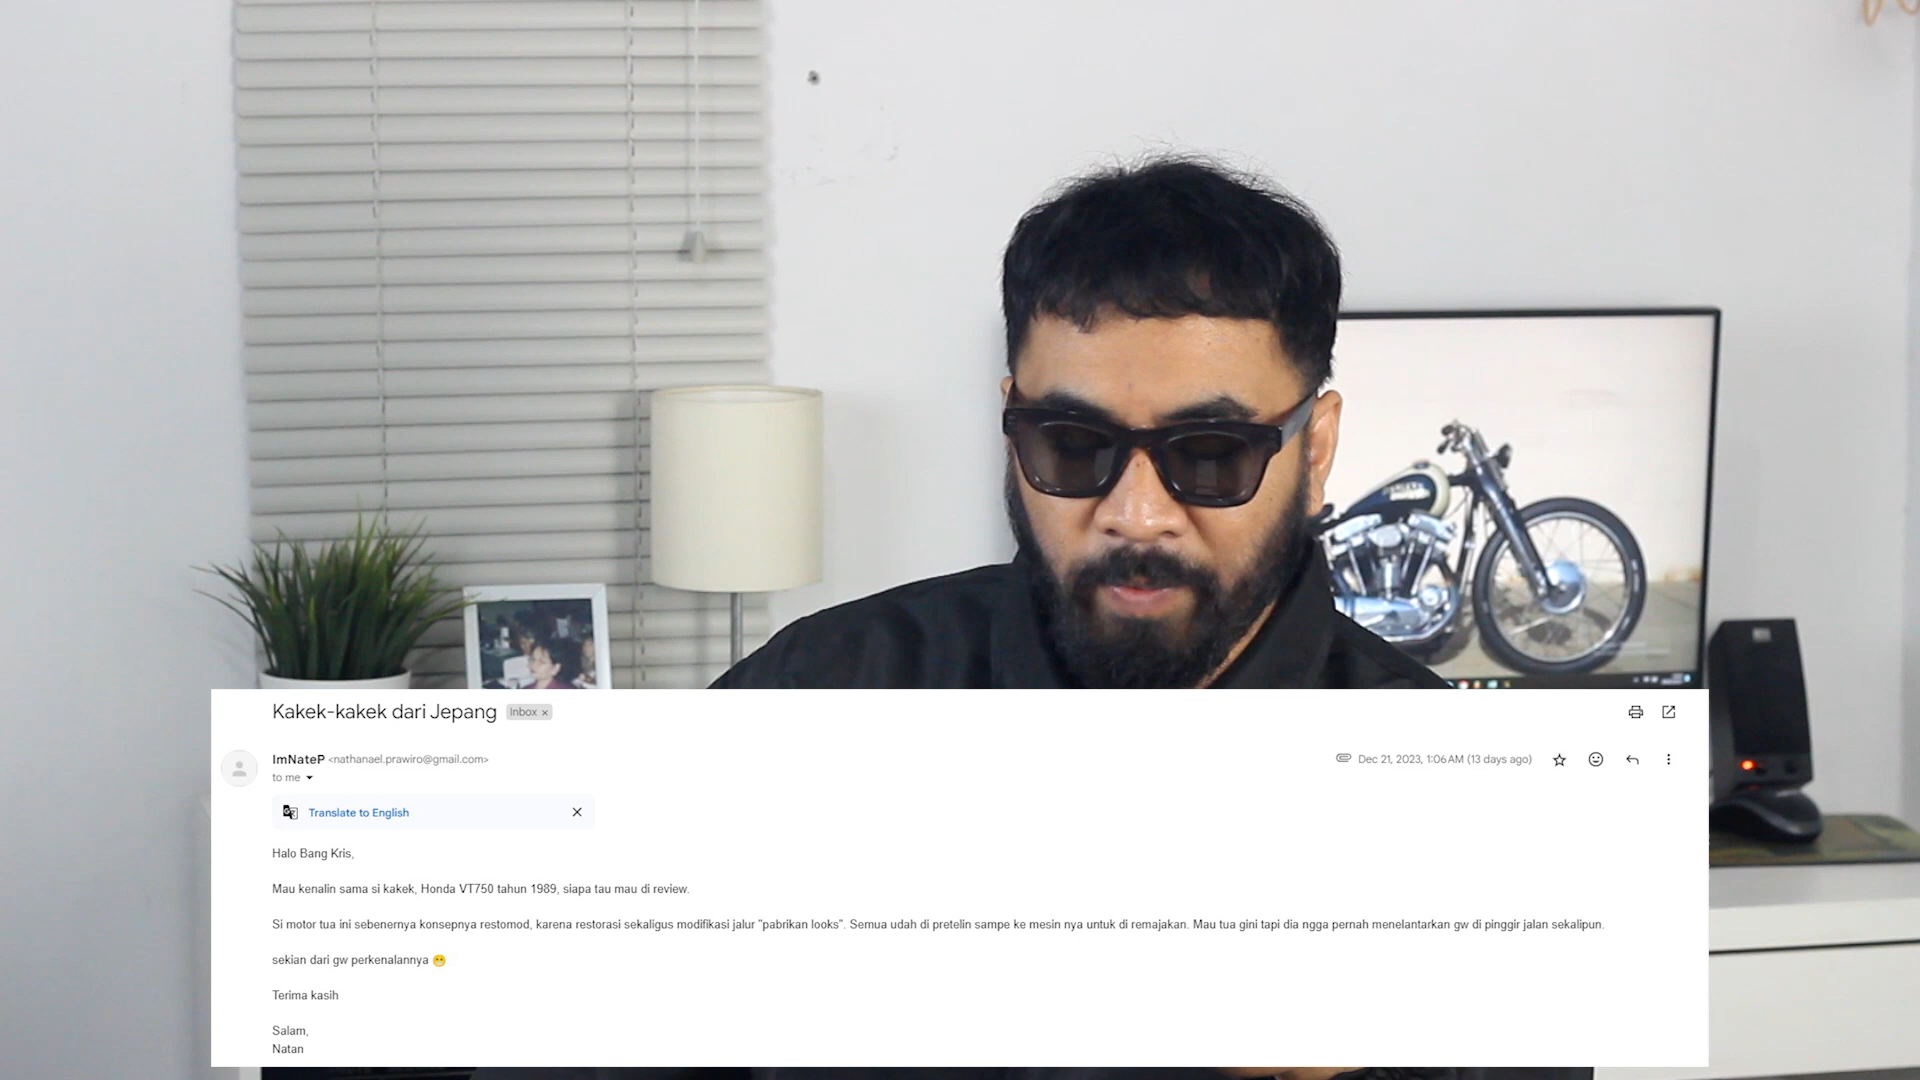 Kakek-kakek dari Jepang Inbox x
ImNateP <nathanael.prawiro@gmail.com> Dec 21, 2023, 1:06 AM (13 days ago)
to me
Translate to English
Halo Bang Kris,
Mau kenalin sama si kakek, Honda VT750 tahun 1989, siapa tau mau di review.
Si motor tua ini sebenernya konsepnya restomod, karena restorasi sekaligus modifikasi jalur "pabrikan looks". Semua udah di pretelin sampe ke mesin nya untuk di remajakan. Mau tua gini tapi dia ngga pernah menelantarkan gw di pinggir jalan sekalipun.
sekian dari gw perkenalannya 😁
Terima kasih
Salam,
Natan